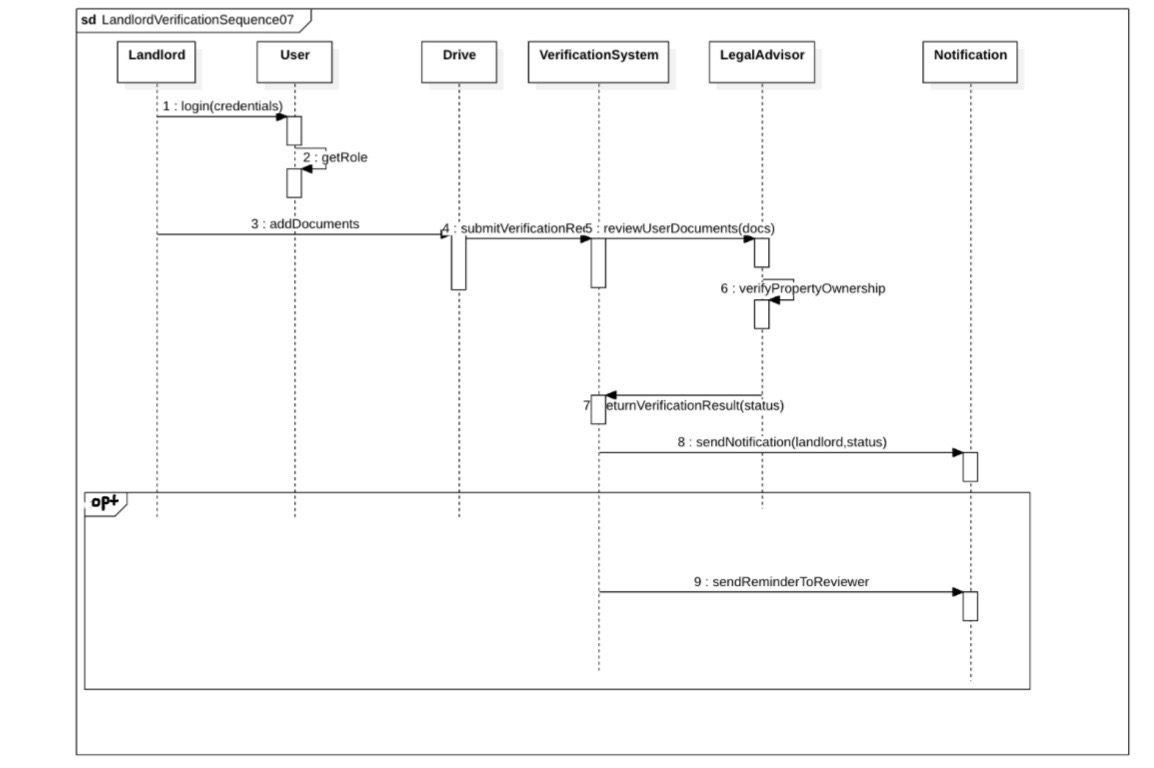 sd LandlordVerificationSequence07
Landlord
User
Drive
VerificationSystem
LegalAdvisor
Notification
1 : login(credentials)
2 : getRole
3 : addDocuments
4 : submitVerificationRe
5 : reviewUserDocuments(docs)
6 : verifyPropertyOwnership
7 eturnVerificationResult(status)
8 : sendNotification(landlord,status)
opt
9 : sendReminderToReviewer